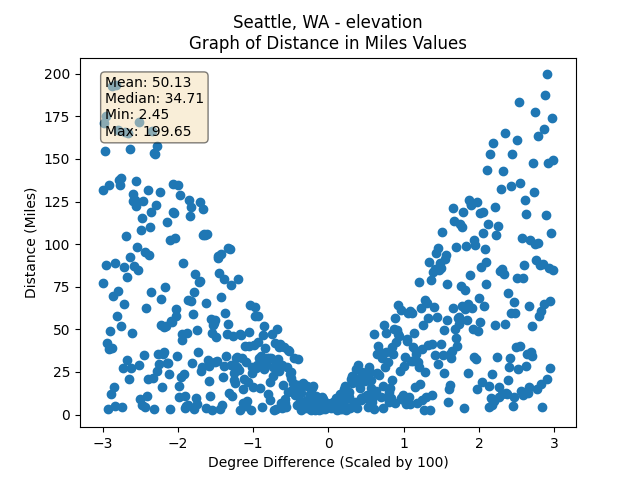 Seattle, WA - elevation
Graph of Distance in Miles Values
Mean: 50.13
Median: 34.71
Min: 2.45
Max: 199.65
200
175
150
125
100
75
50
25
0
Distance (Miles)
−3 −2 −1 0 1 2 3
Degree Difference (Scaled by 100)